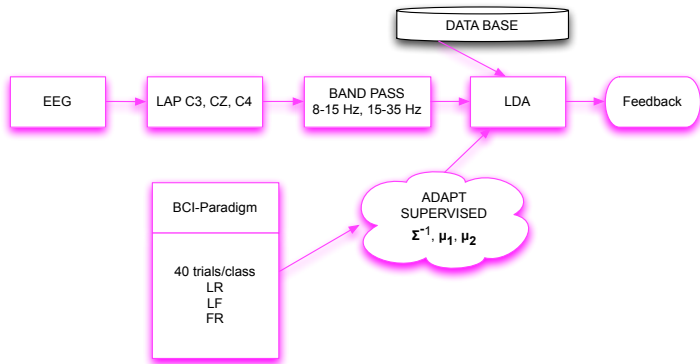 DATA BASE
EEG
LAP C3, CZ, C4
BAND PASS
8-15 Hz, 15-35 Hz
LDA
Feedback
BCI-Paradigm
40 trials/class
LR
LF
FR
ADAPT
SUPERVISED
Σ⁻¹, μ₁, μ₂